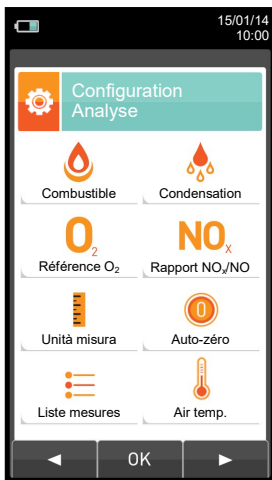 15/01/14
10:00
Configuration
Analyse
Combustible
Condensation
O₂
NOₓ
Référence O₂
Rapport NOₓ/NO
0
Unità misura
Auto-zéro
Liste mesures
Air temp.
OK